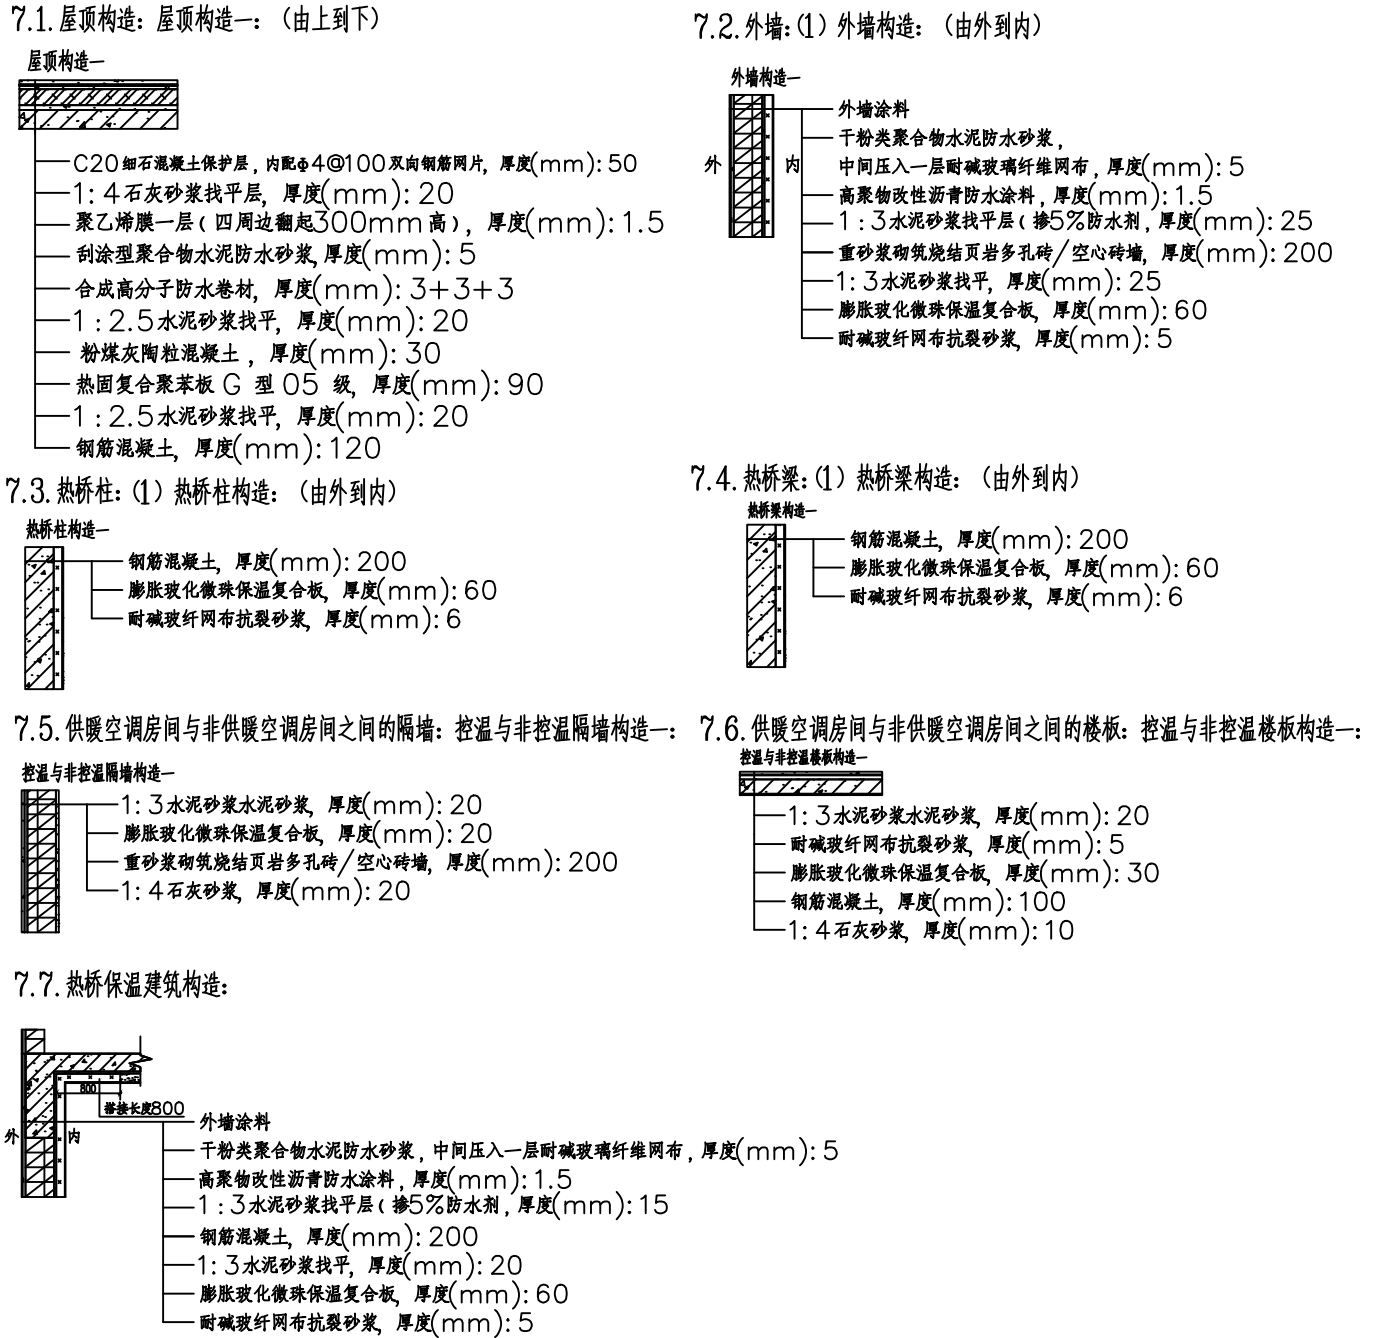 7.1.屋顶构造：屋顶构造一：（由上到下）
屋顶构造一
C20细石混凝土保护层，内配Φ4@100双向钢筋网片，厚度(mm):50
1:4石灰砂浆找平层，厚度(mm):20
聚乙烯膜一层(四周边翻起300mm高)，厚度(mm):1.5
刮涂型聚合物水泥防水砂浆,厚度(mm):5
合成高分子防水卷材，厚度(mm):3+3+3
1:2.5水泥砂浆找平，厚度(mm):20
粉煤灰陶粒混凝土，厚度(mm):30
热固复合聚苯板 G 型 05 级，厚度(mm):90
1:2.5水泥砂浆找平，厚度(mm):20
钢筋混凝土，厚度(mm):120
7.2.外墙：(1) 外墙构造：（由外到内）
外墙构造一
外
内
外墙涂料
干粉类聚合物水泥防水砂浆，
中间压入一层耐碱玻璃纤维网布，厚度(mm):5
高聚物改性沥青防水涂料，厚度(mm):1.5
1:3水泥砂浆找平层(掺5%防水剂，厚度(mm):25
重砂浆砌筑烧结页岩多孔砖/空心砖墙，厚度(mm):200
1:3水泥砂浆找平，厚度(mm):25
膨胀玻化微珠保温复合板，厚度(mm):60
耐碱玻纤网布抗裂砂浆，厚度(mm):5
7.3.热桥柱：(1) 热桥柱构造：（由外到内）
热桥柱构造一
钢筋混凝土，厚度(mm):200
膨胀玻化微珠保温复合板，厚度(mm):60
耐碱玻纤网布抗裂砂浆，厚度(mm):6
7.4.热桥梁：(1) 热桥梁构造：（由外到内）
热桥梁构造一
钢筋混凝土，厚度(mm):200
膨胀玻化微珠保温复合板，厚度(mm):60
耐碱玻纤网布抗裂砂浆，厚度(mm):6
7.5.供暖空调房间与非供暖空调房间之间的隔墙：控温与非控温隔墙构造一：
控温与非控温隔墙构造一
1:3水泥砂浆水泥砂浆，厚度(mm):20
膨胀玻化微珠保温复合板，厚度(mm):20
重砂浆砌筑烧结页岩多孔砖/空心砖墙，厚度(mm):200
1:4石灰砂浆，厚度(mm):20
7.6.供暖空调房间与非供暖空调房间之间的楼板：控温与非控温楼板构造一：
控温与非控温楼板构造一
1:3水泥砂浆水泥砂浆，厚度(mm):20
耐碱玻纤网布抗裂砂浆，厚度(mm):5
膨胀玻化微珠保温复合板，厚度(mm):30
钢筋混凝土，厚度(mm):100
1:4石灰砂浆，厚度(mm):10
7.7.热桥保温建筑构造：
800
搭接长度800
外
内
外墙涂料
干粉类聚合物水泥防水砂浆，中间压入一层耐碱玻璃纤维网布，厚度(mm):5
高聚物改性沥青防水涂料，厚度(mm):1.5
1:3水泥砂浆找平层(掺5%防水剂，厚度(mm):15
钢筋混凝土，厚度(mm):200
1:3水泥砂浆找平，厚度(mm):20
膨胀玻化微珠保温复合板，厚度(mm):60
耐碱玻纤网布抗裂砂浆，厚度(mm):5